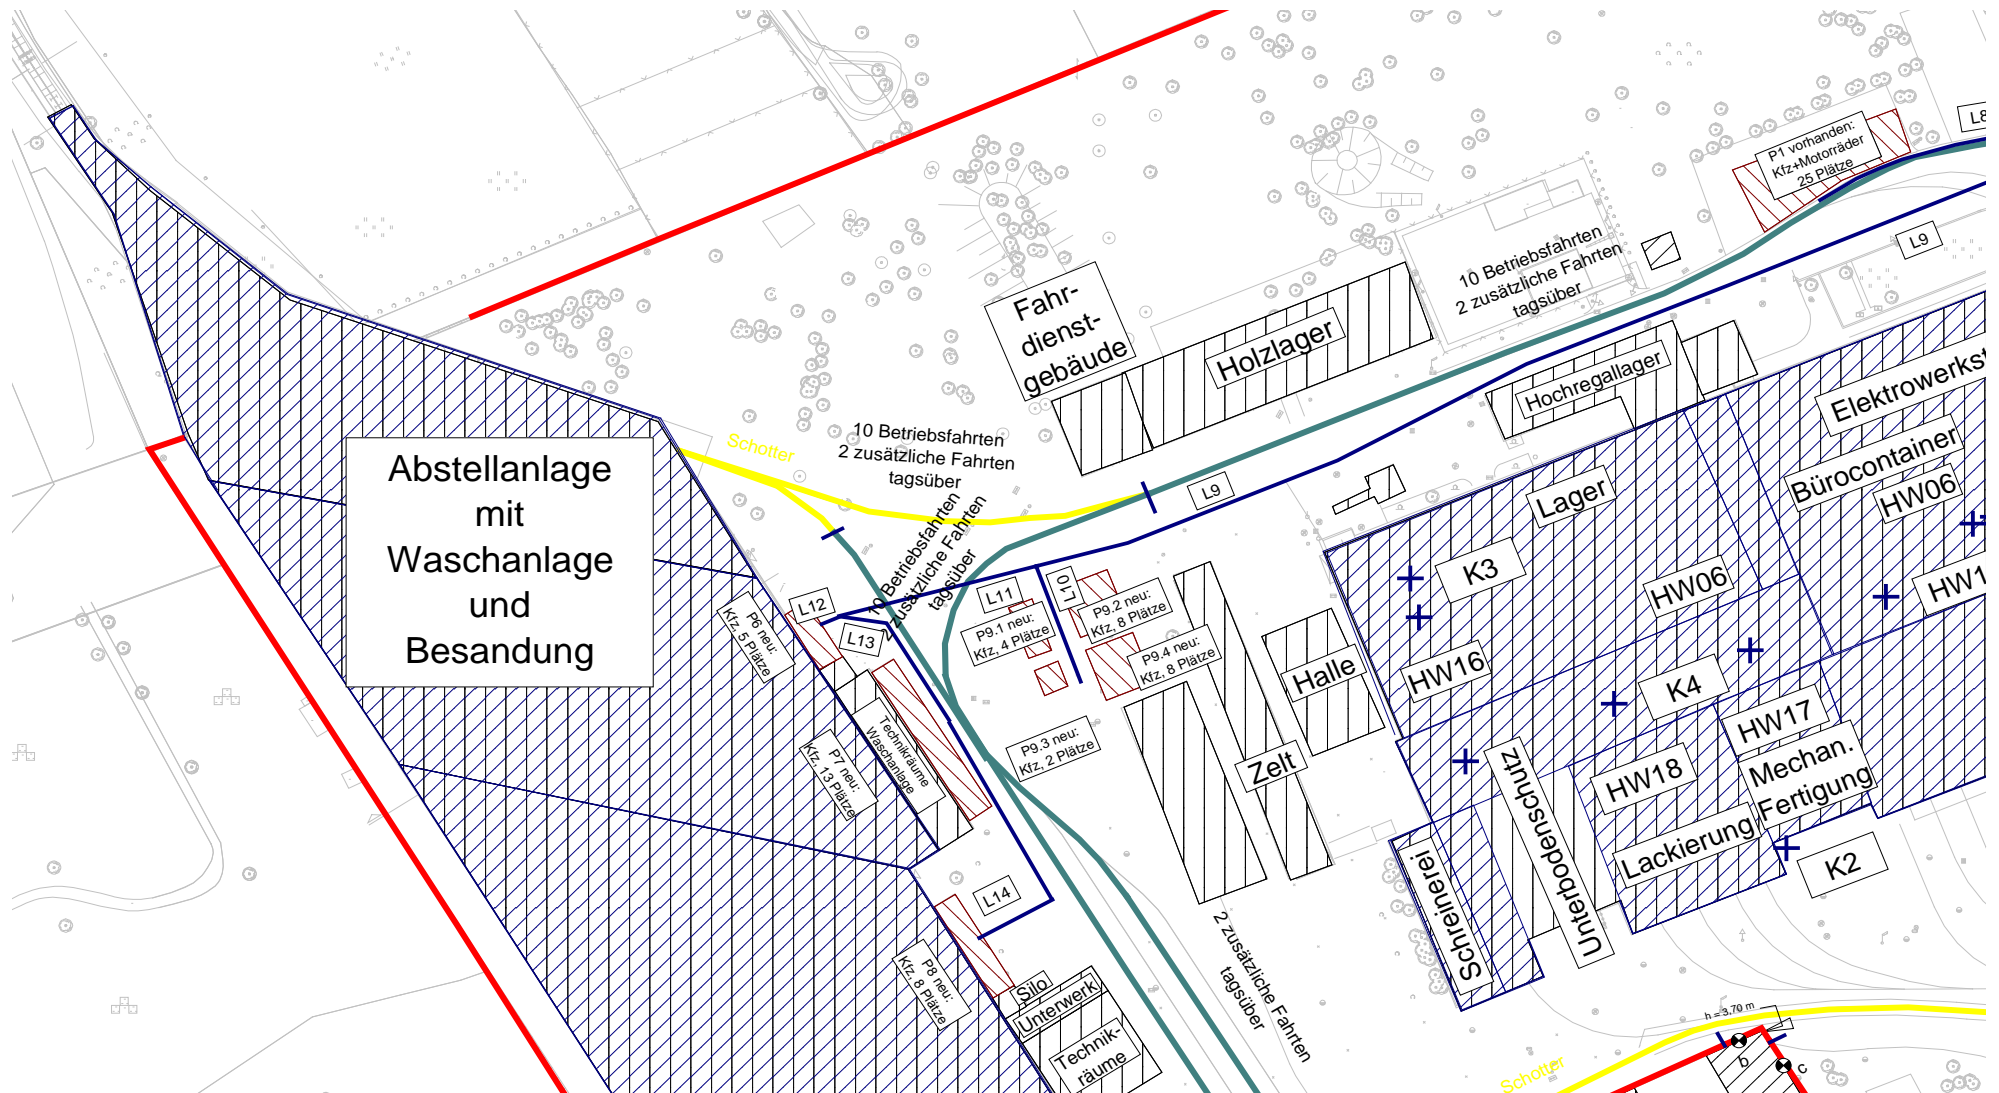 L8
P1 vorhanden:
Kfz+Motorräder
25 Plätze
L9
10 Betriebsfahrten
2 zusätzliche Fahrten
tagsüber
Fahr-
dienst-
gebäude
Holzlager
Hochregallager
Elektrowerkst
Bürocontainer
HW06
Schotter
10 Betriebsfahrten
2 zusätzliche Fahrten
tagsüber
Abstellanlage
mit
Waschanlage
und
Besandung
L9
Lager
10 Betriebsfahrten
2 zusätzliche Fahrten
tagsüber
K3
HW06
HW1
L12
L13
L11
L10
P6 neu:
Kfz, 5 Plätze
P9.1 neu:
Kfz, 4 Plätze
P9.2 neu:
Kfz, 8 Plätze
P9.4 neu:
Kfz, 8 Plätze
Halle
HW16
K4
HW17
P7 neu:
Kfz, 13 Plätze
Technikräume
Waschanlage
P9.3 neu:
Kfz, 2 Plätze
Zelt
HW18
Mechan.
Fertigung
Unterbodenschutz
Lackierung
K2
Schreinerei
L14
P8 neu:
Kfz, 8 Plätze
Silo
Unterwerk
Technik-
räume
2 zusätzliche Fahrten
tagsüber
h = 3,70 m
Schotter
b
c